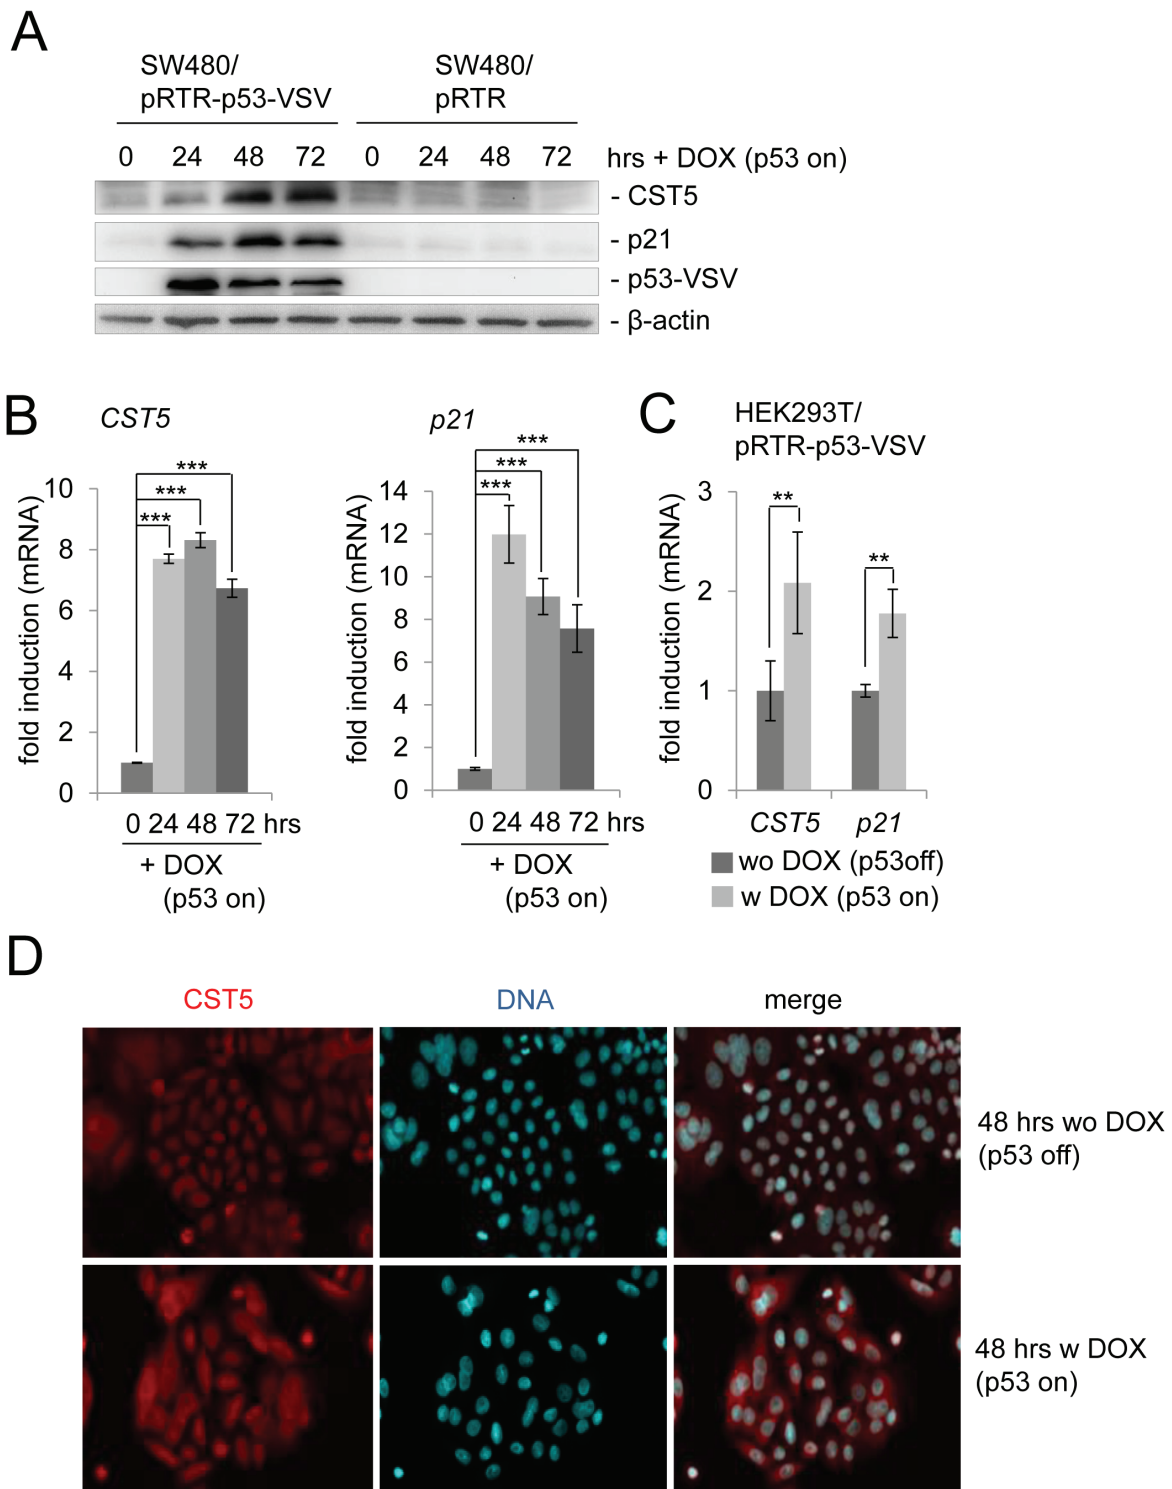 A
SW480/
pRTR-p53-VSV
SW480/
pRTR
0 24 48 72 0 24 48 72 hrs + DOX (p53 on)
- CST5
- p21
- p53-VSV
- β-actin
B
CST5
fold induction (mRNA)
10
8
6
4
2
0
***
***
***
0 24 48 72 hrs
+ DOX
(p53 on)
p21
fold induction (mRNA)
14
12
10
8
6
4
2
0
***
***
***
0 24 48 72 hrs
+ DOX
(p53 on)
C
HEK293T/
pRTR-p53-VSV
fold induction (mRNA)
3
2
1
0
**
**
CST5 p21
wo DOX (p53off)
w DOX (p53 on)
D
CST5 DNA merge
48 hrs wo DOX
(p53 off)
48 hrs w DOX
(p53 on)